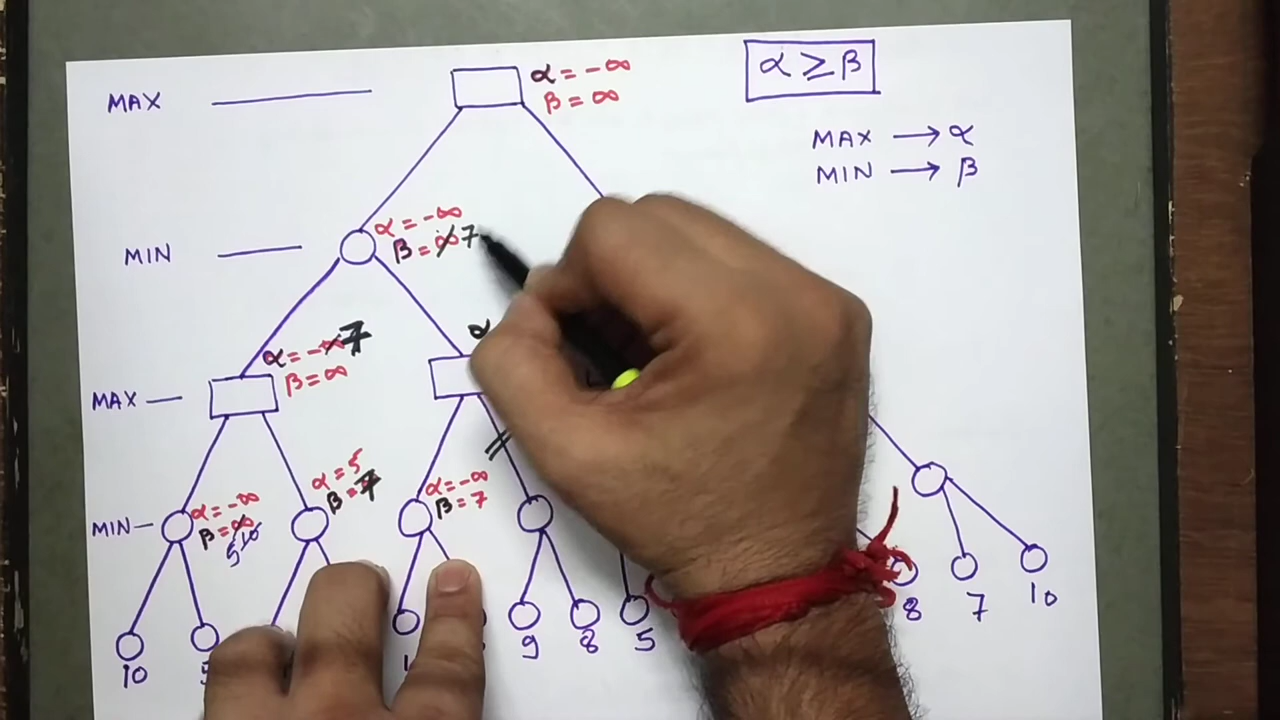 MAX
α = -∞
β = ∞
α ≥ β
MAX → α
MIN → β
MIN
α = -∞
β = ∞ 7
MAX
α = -∞ 7
β = ∞
α
MIN
α = -∞
β = ∞
5 10
α = 5
β = 7
α = -∞
β = 7
10
9
8
5
8
7
10